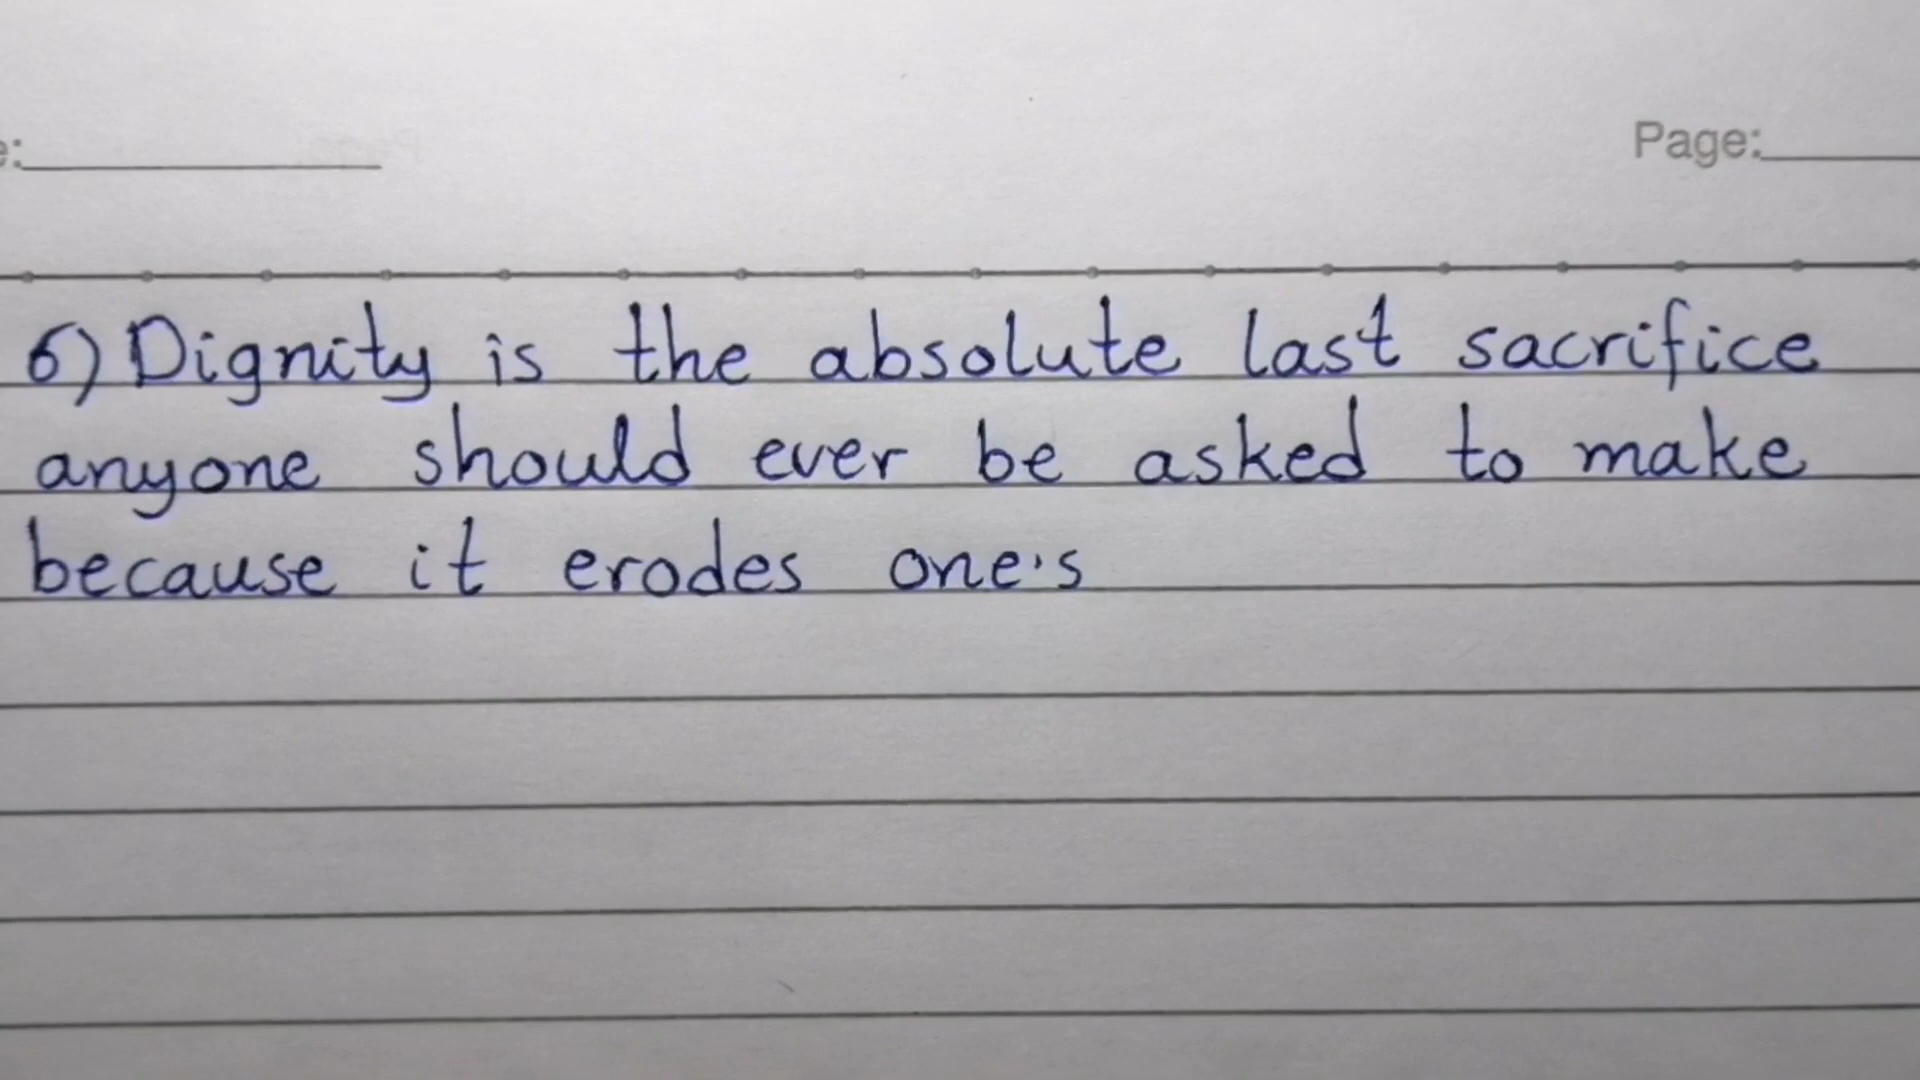 e:
Page:
6) Dignity is the absolute last sacrifice
anyone should ever be asked to make
because it erodes one's